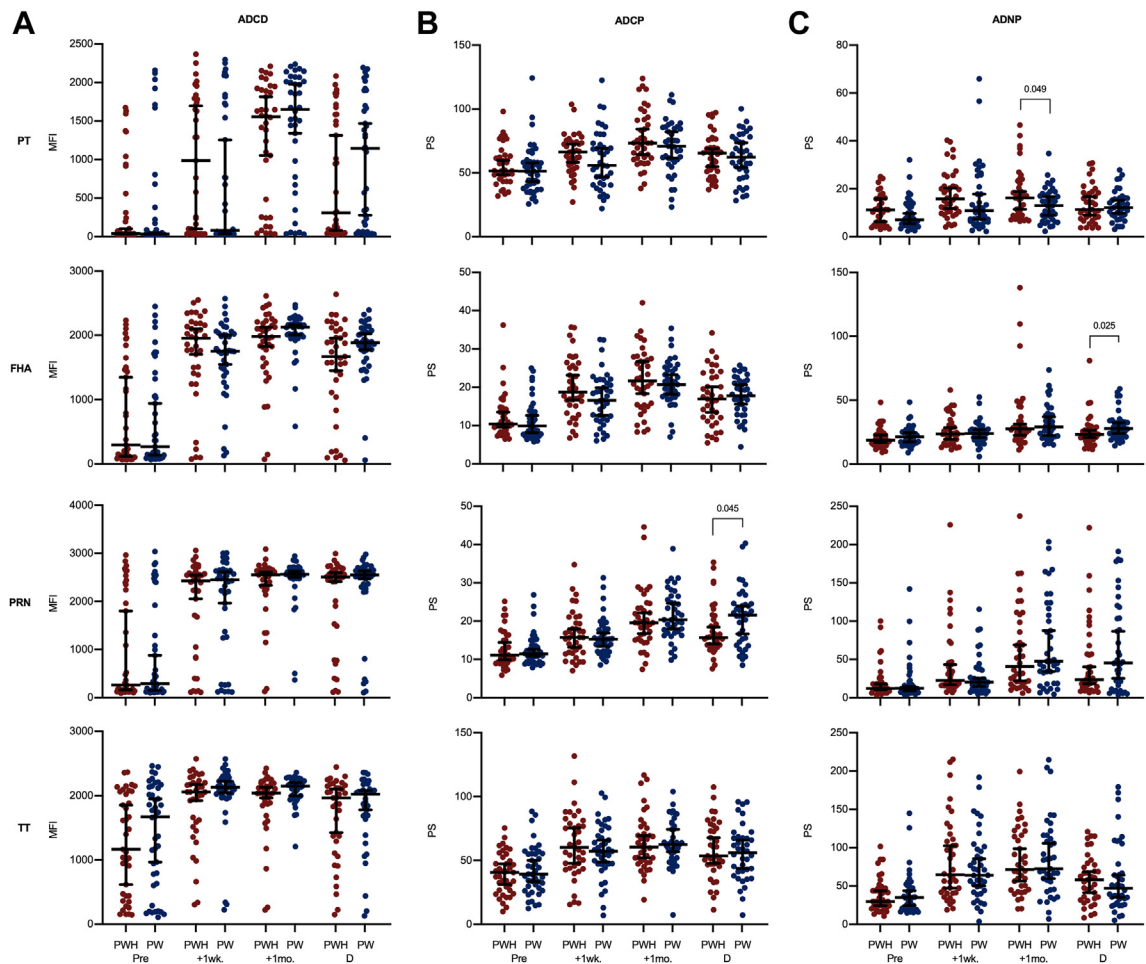 A ADCD B ADCP C ADNP
PT
MFI
2500
2000
1500
1000
500
0
PS
150
100
50
0
PS
80
60
40
20
0
0.049
FHA
MFI
3000
2000
1000
0
PS
50
40
30
20
10
0
PS
150
100
50
0
0.025
PRN
MFI
4000
3000
2000
1000
0
PS
50
40
30
20
10
0
0.045
PS
250
200
150
100
50
0
TT
MFI
3000
2000
1000
0
PS
150
100
50
0
PS
250
200
150
100
50
0
PWH PW PWH PW PWH PW PWH PW
Pre +1wk. +1mo. D
PWH PW PWH PW PWH PW PWH PW
Pre +1wk. +1mo. D
PWH PW PWH PW PWH PW PWH PW
Pre +1wk. +1mo. D